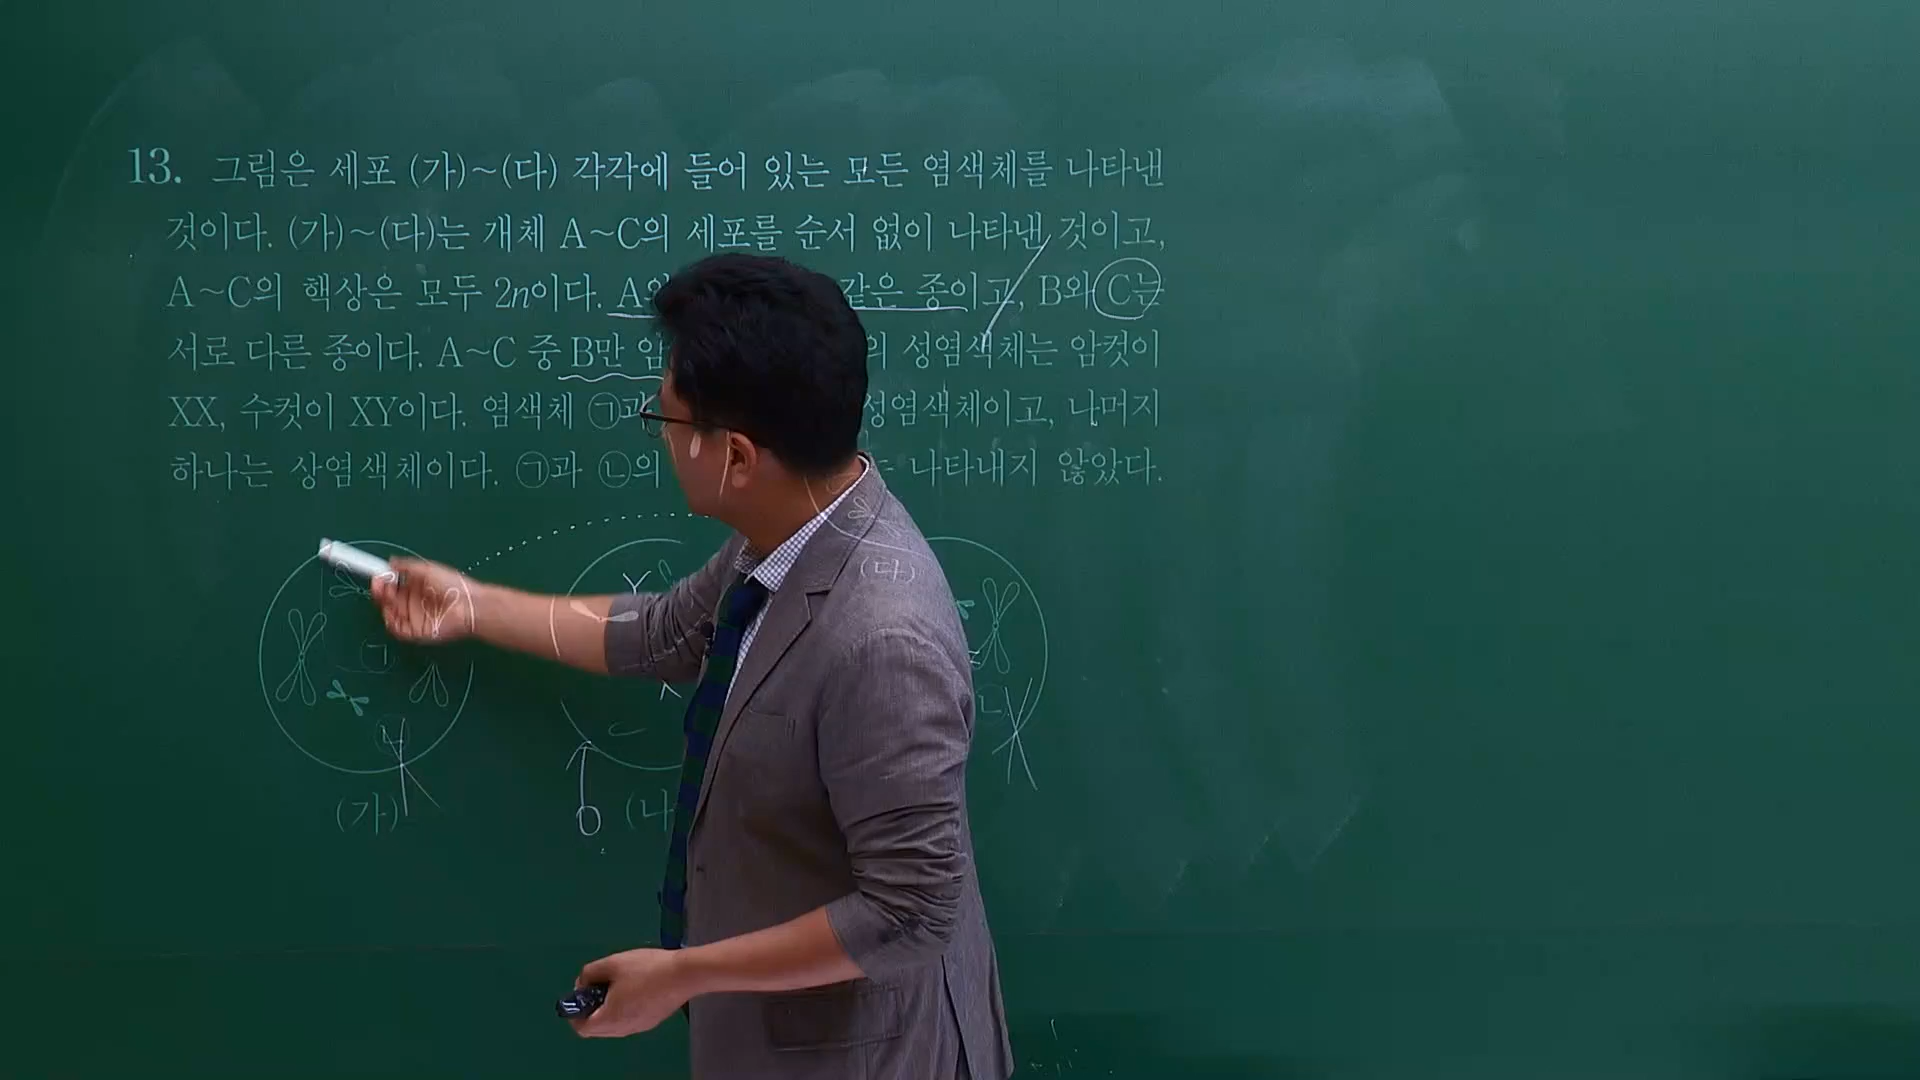 13. 그림은 세포 (가)~(다) 각각에 들어 있는 모든 염색체를 나타낸
것이다. (가)~(다)는 개체 A~C의 세포를 순서 없이 나타낸 것이고,
A~C의 핵상은 모두 2n이다. 같은 종이고, B와 C는
서로 다른 종이다. A~C 중 B만 성염색체는 암컷이
XX, 수컷이 XY이다. 염색체 ㉠과 성염색체이고, 나머지
하나는 상염색체이다. ㉠과 ㉡의 나타내지 않았다.
(다)
Y
㉠
㉡ ㉡
(가) (나